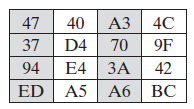 47 40 A3 4C
37 D4 70 9F
94 E4 3A 42
ED A5 A6 BC